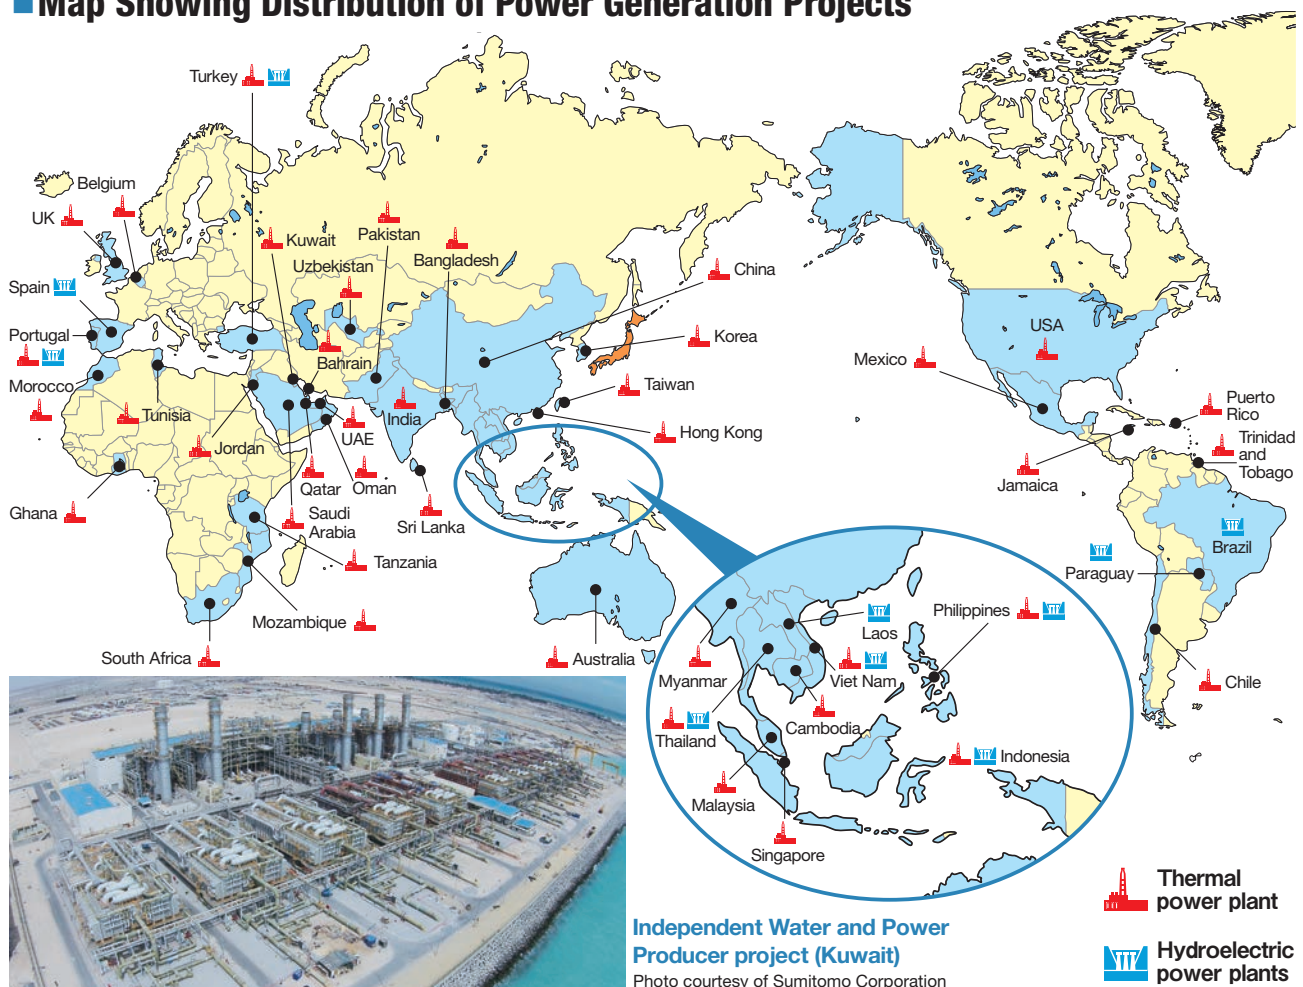 Map Showing Distribution of Power Generation Projects
Turkey
Belgium
UK
Kuwait
Pakistan
Uzbekistan
Bangladesh
China
Spain
Portugal
Korea
USA
Mexico
Bahrain
Morocco
Tunisia
India
Taiwan
UAE
Hong Kong
Puerto
Rico
Trinidad
and
Tobago
Jordan
Jamaica
Qatar
Oman
Ghana
Saudi
Arabia
Sri Lanka
Brazil
Tanzania
Paraguay
Mozambique
Philippines
Laos
South Africa
Australia
Myanmar
Viet Nam
Chile
Thailand
Cambodia
Indonesia
Malaysia
Singapore
Thermal
power plant
Hydroelectric
power plants
Independent Water and Power
Producer project (Kuwait)
Photo courtesy of Sumitomo Corporation